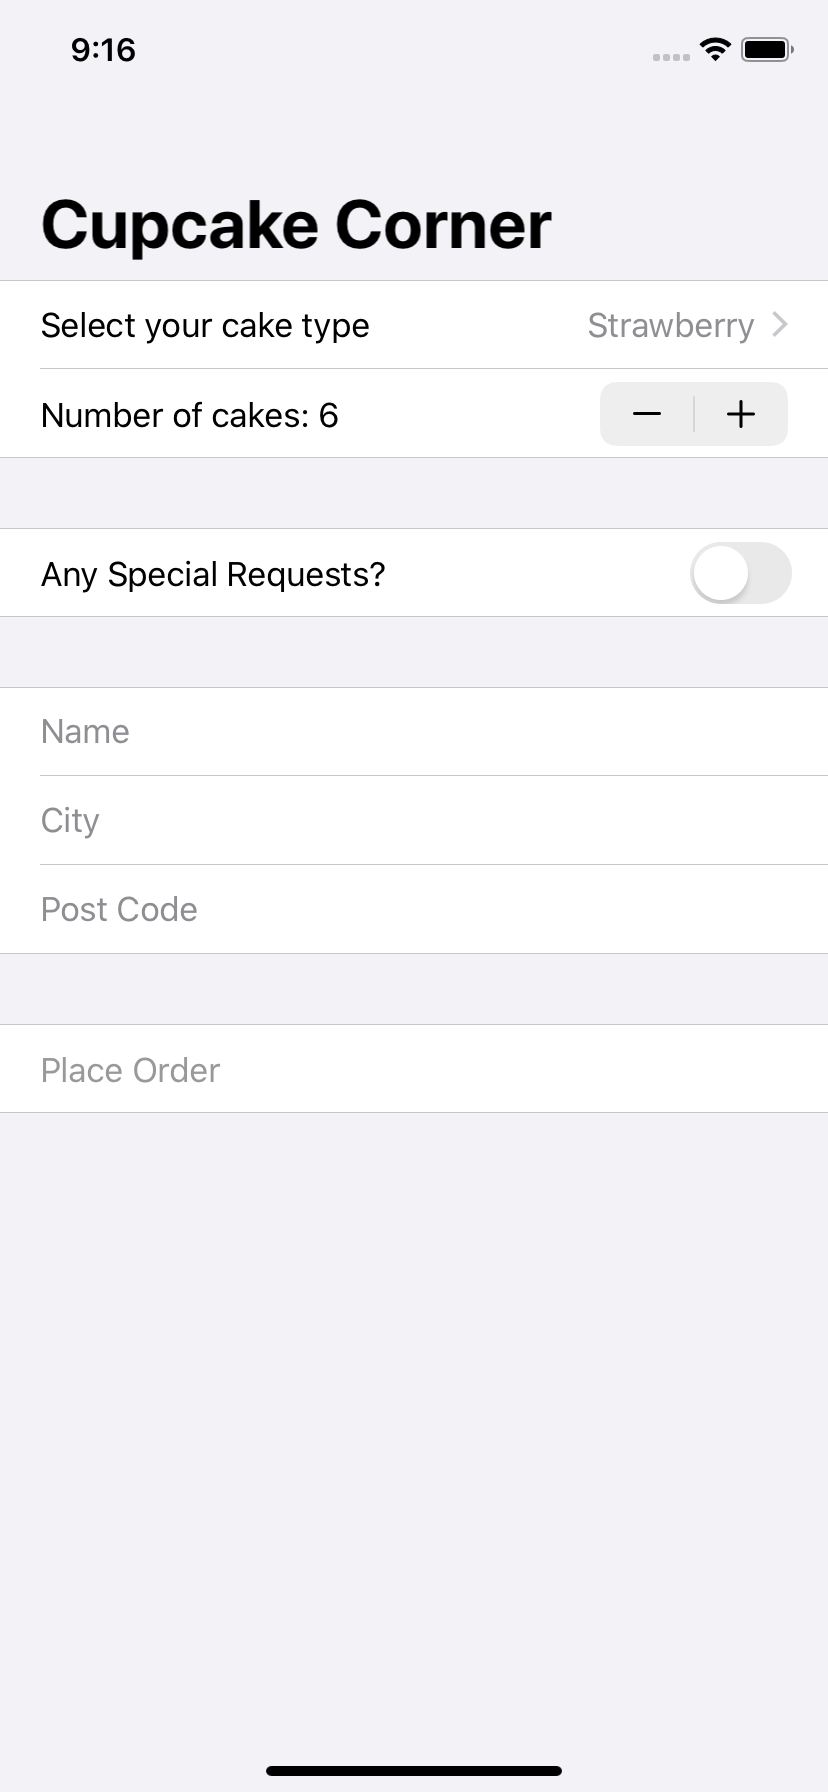 9:16
Cupcake Corner
Select your cake type Strawberry
Number of cakes: 6
Any Special Requests?
Name
City
Post Code
Place Order